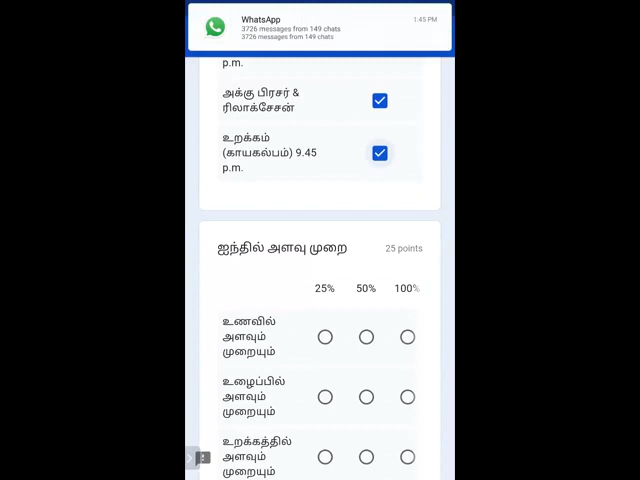 WhatsApp
1:45 PM
3726 messages from 149 chats
3726 messages from 149 chats
p.m.
அக்கு பிரசர் &
ரிலாக்சேசன்
உறக்கம்
(காயகல்பம்) 9.45
p.m.
ஐந்தில் அளவு முறை
25 points
25%
50%
100%
உணவில்
அளவும்
முறையும்
உழைப்பில்
அளவும்
முறையும்
உறக்கத்தில்
அளவும்
முறையும்